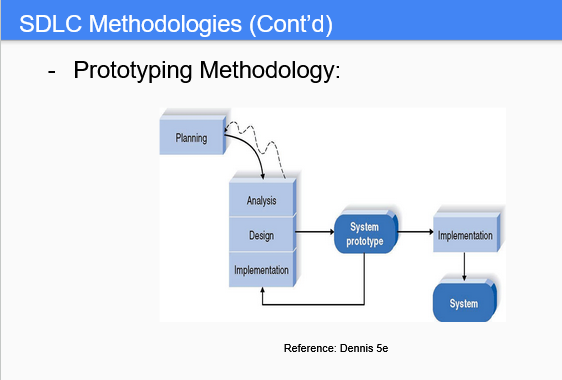 SDLC Methodologies (Cont’d)
- Prototyping Methodology:
Planning
Analysis
Design
Implementation
System
prototype
Implementation
System
Reference: Dennis 5e